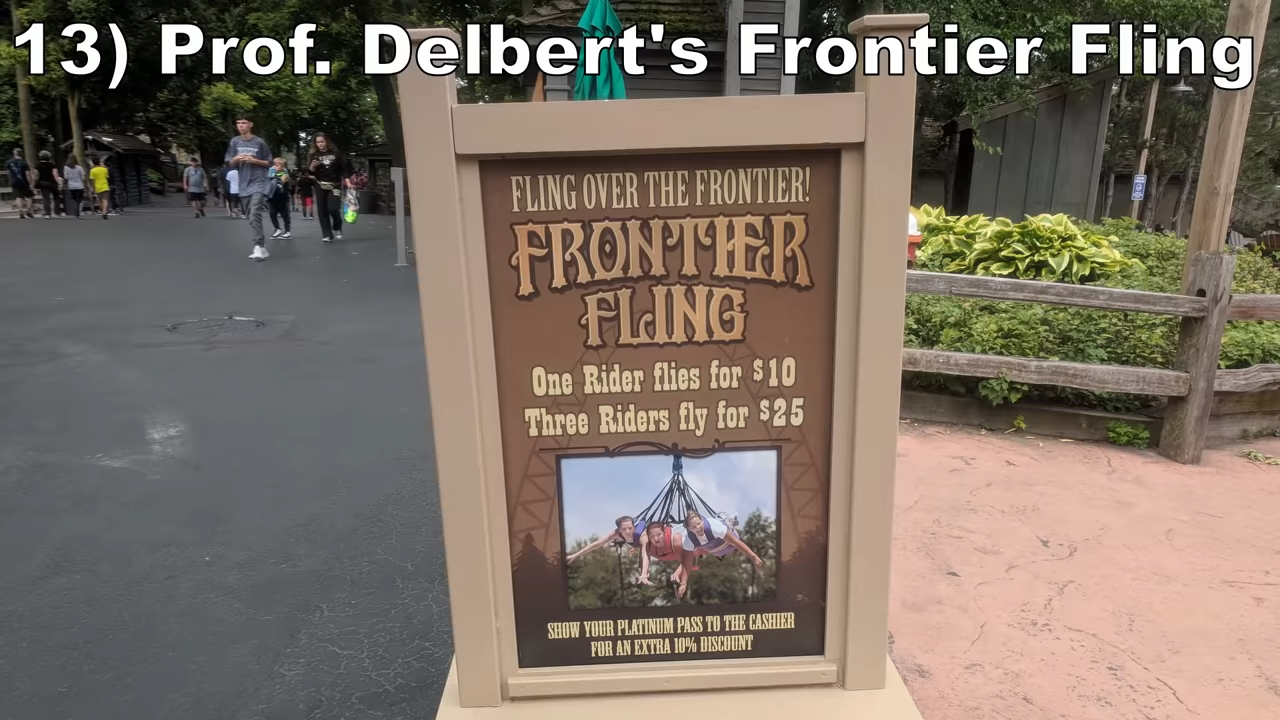 13) Prof. Delbert's Frontier Fling
FLING OVER THE FRONTIER!
FRONTIER
FLING
One Rider flies for $10
Three Riders fly for $25
SHOW YOUR PLATINUM PASS TO THE CASHIER
FOR AN EXTRA 10% DISCOUNT